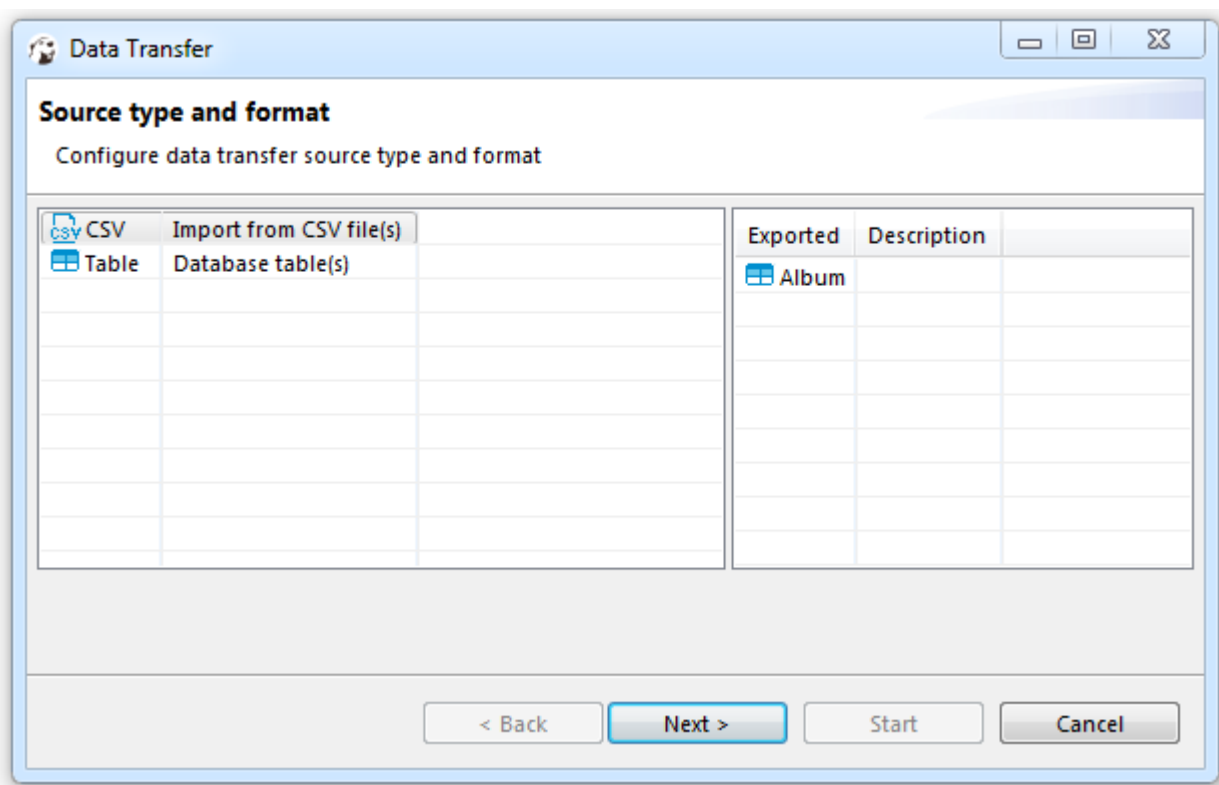 Data Transfer
Source type and format
Configure data transfer source type and format
CSV CSV Import from CSV file(s)
Table Database table(s)
Exported Description
Album
< Back Next > Start Cancel